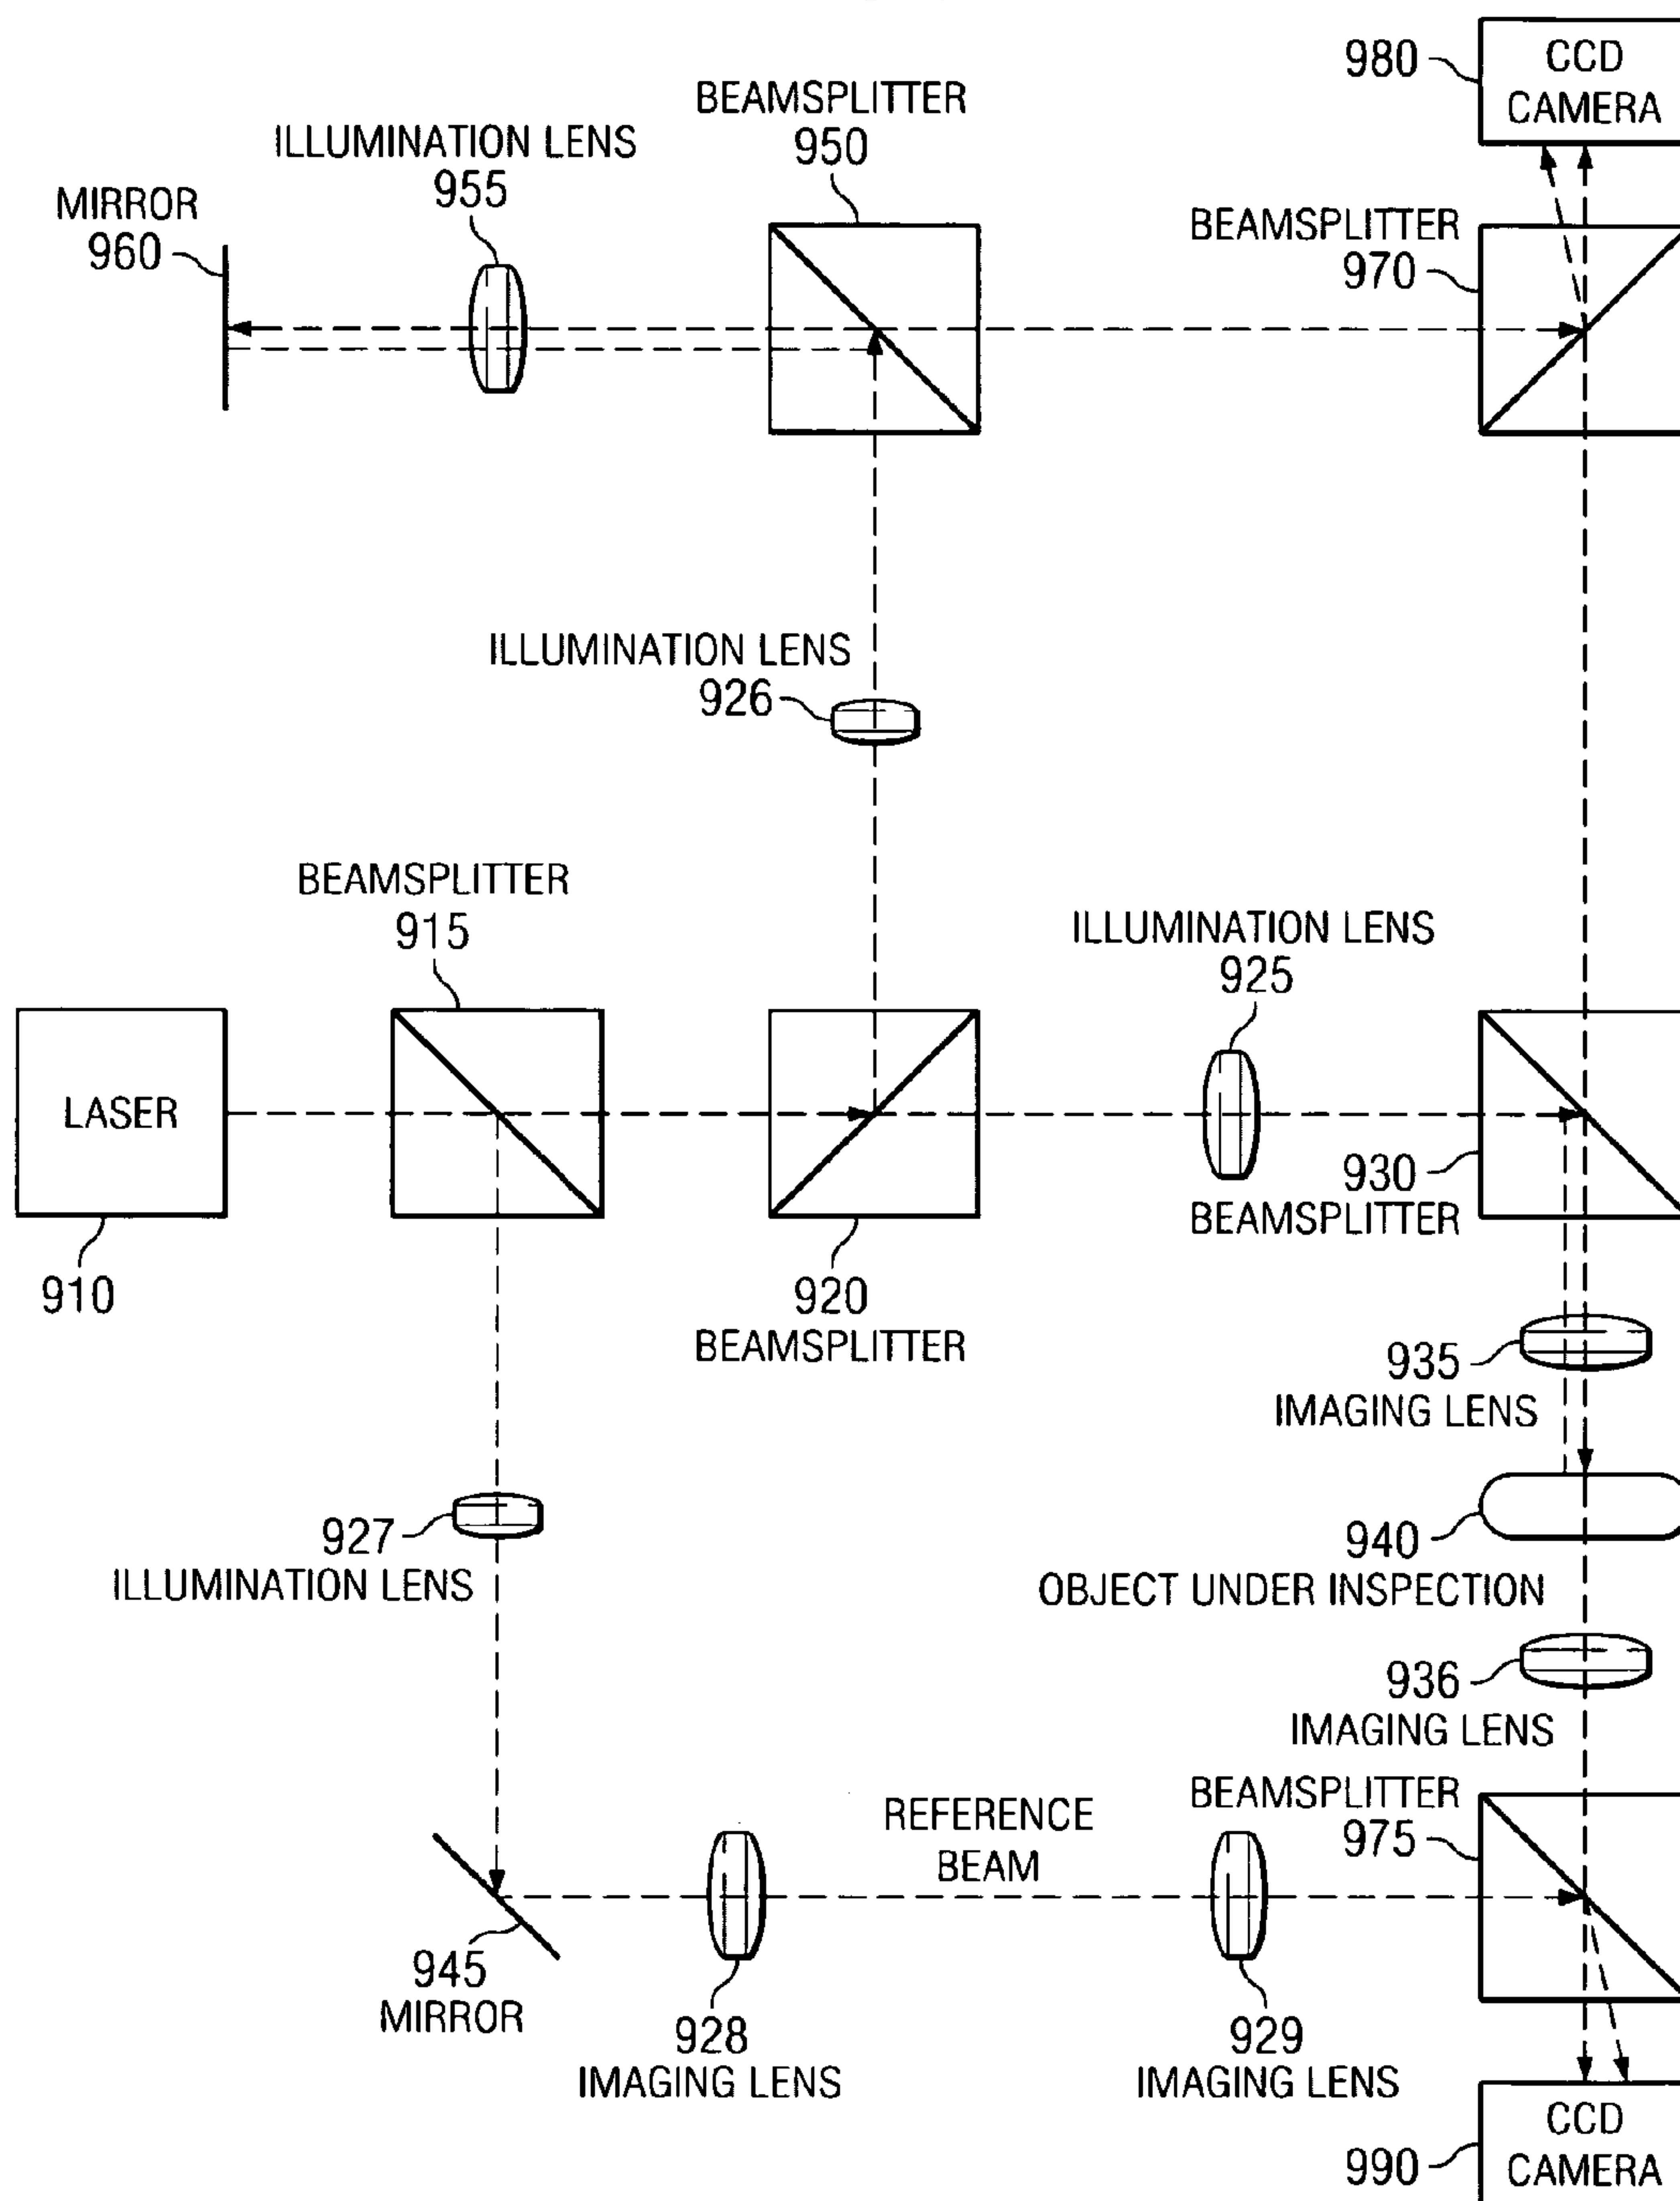 980
CCD
CAMERA
BEAMSPLITTER
950
ILLUMINATION LENS
955
MIRROR
960
BEAMSPLITTER
970
ILLUMINATION LENS
926
BEAMSPLITTER
915
ILLUMINATION LENS
925
LASER
910
920
BEAMSPLITTER
930
BEAMSPLITTER
935
IMAGING LENS
927
ILLUMINATION LENS
940
OBJECT UNDER INSPECTION
936
IMAGING LENS
BEAMSPLITTER
975
REFERENCE
BEAM
945
MIRROR
928
IMAGING LENS
929
IMAGING LENS
990
CCD
CAMERA